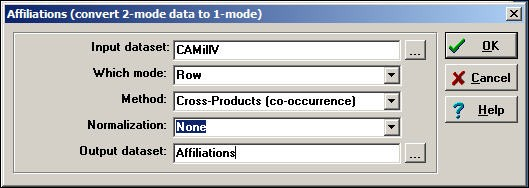 Affiliations (convert 2-mode data to 1-mode)
Input dataset: CAMillV ...
OK
Which mode: Row
Cancel
Method: Cross-Products (co-occurrence)
Help
Normalization: None
Output dataset: Affiliations ...